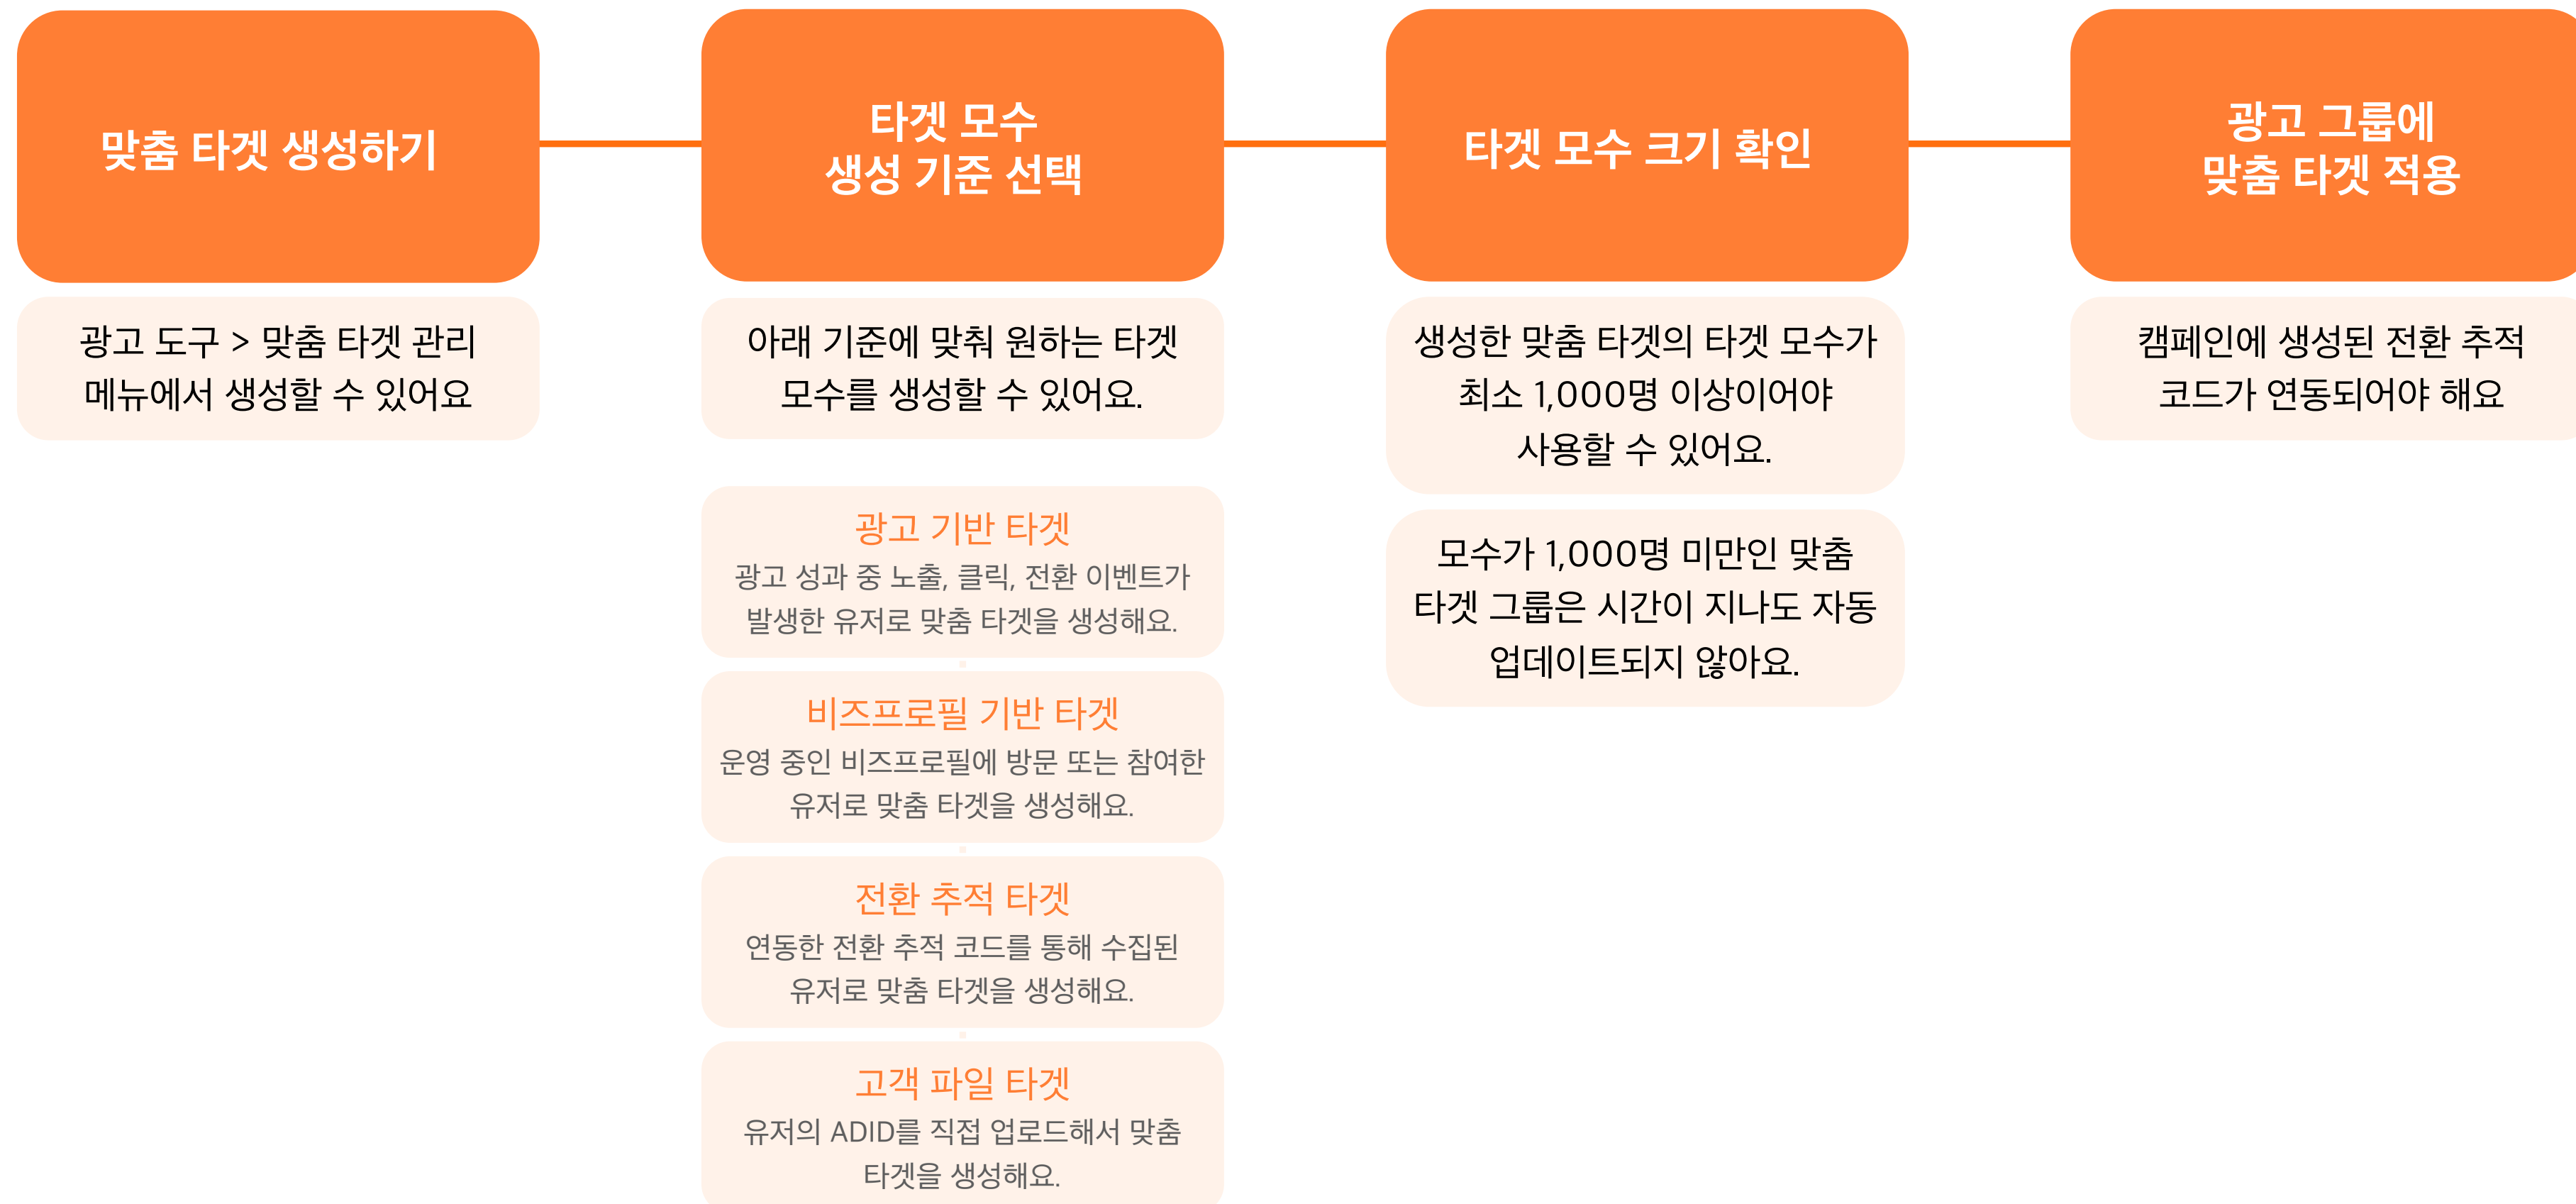 맞춤 타겟 생성하기
광고 도구 > 맞춤 타겟 관리
메뉴에서 생성할 수 있어요
타겟 모수
생성 기준 선택
아래 기준에 맞춰 원하는 타겟
모수를 생성할 수 있어요.
광고 기반 타겟
광고 성과 중 노출, 클릭, 전환 이벤트가
발생한 유저로 맞춤 타겟을 생성해요.
비즈프로필 기반 타겟
운영 중인 비즈프로필에 방문 또는 참여한
유저로 맞춤 타겟을 생성해요.
전환 추적 타겟
연동한 전환 추적 코드를 통해 수집된
유저로 맞춤 타겟을 생성해요.
고객 파일 타겟
유저의 ADID를 직접 업로드해서 맞춤
타겟을 생성해요.
타겟 모수 크기 확인
생성한 맞춤 타겟의 타겟 모수가
최소 1,000명 이상이어야
사용할 수 있어요.
모수가 1,000명 미만인 맞춤
타겟 그룹은 시간이 지나도 자동
업데이트되지 않아요.
광고 그룹에
맞춤 타겟 적용
캠페인에 생성된 전환 추적
코드가 연동되어야 해요